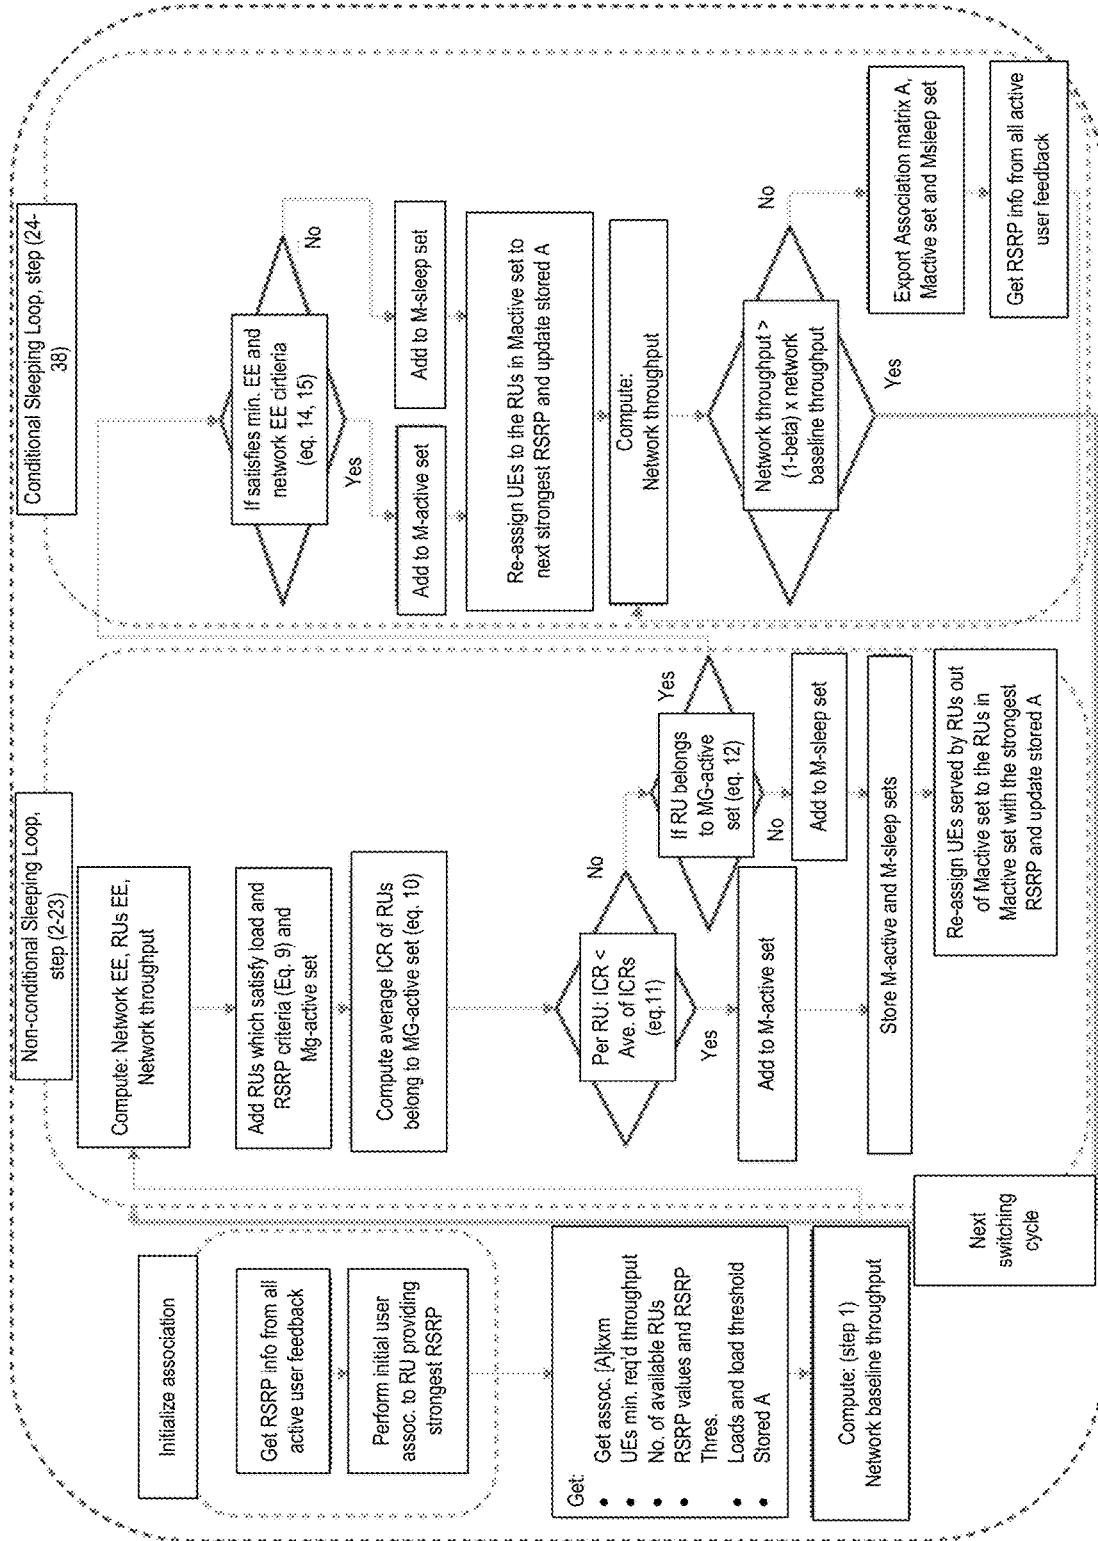 Initialize association
Get RSRP info from all
active user feedback
Perform initial user
assoc. to RU providing
strongest RSRP
Get:
• Get assoc. [A]kxm
• UEs min. req'd throughput
• No. of available RUs
• RSRP values and RSRP
Thres.
• Loads and load threshold
• Stored A
Compute: (step 1)
Network baseline throughput
Next
switching
cycle
Non-conditional Sleeping Loop,
step (2-23)
Compute: Network EE, RUs EE,
Network throughput
Add RUs which satisfy load and
RSRP criteria (Eq. 9) and
Mg-active set
Compute average ICR of RUs
belong to MG-active set (eq. 10)
Per RU: ICR <
Ave. of ICRs
(eq.11)
No
Yes
If RU belongs
to MG-active
set (eq. 12)
Yes
No
Add to M-active set
Add to M-sleep set
Store M-active and M-sleep sets
Re-assign UEs served by RUs out
of Mactive set to the RUs in
Mactive set with the strongest
RSRP and update stored A
Conditional Sleeping Loop, step (24-
38)
If satisfies min. EE and
network EE cirtieria
(eq. 14, 15)
Yes
No
Add to M-active set
Add to M-sleep set
Re-assign UEs to the RUs in Mactive set to
next strongest RSRP and update stored A
Compute:
Network throughput
Network throughput >
(1-beta) x network
baseline throughput
No
Yes
Export Association matrix A,
Mactive set and Msleep set
Get RSRP info from all active
user feedback